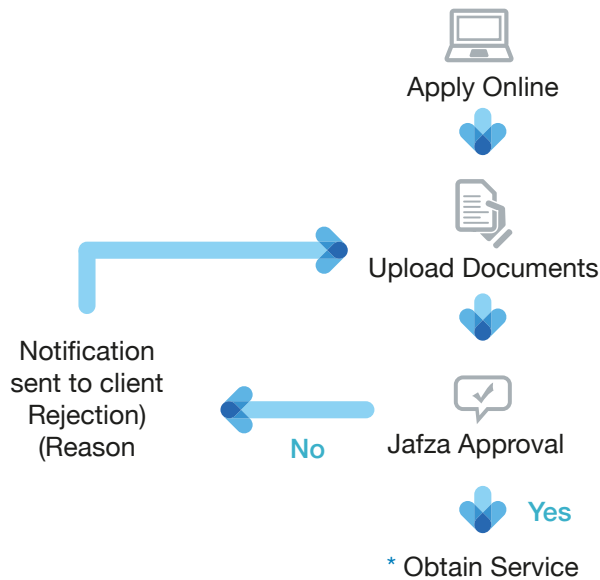 Apply Online
Upload Documents
Notification
sent to client
Rejection)
(Reason
No
Jafza Approval
Yes
* Obtain Service